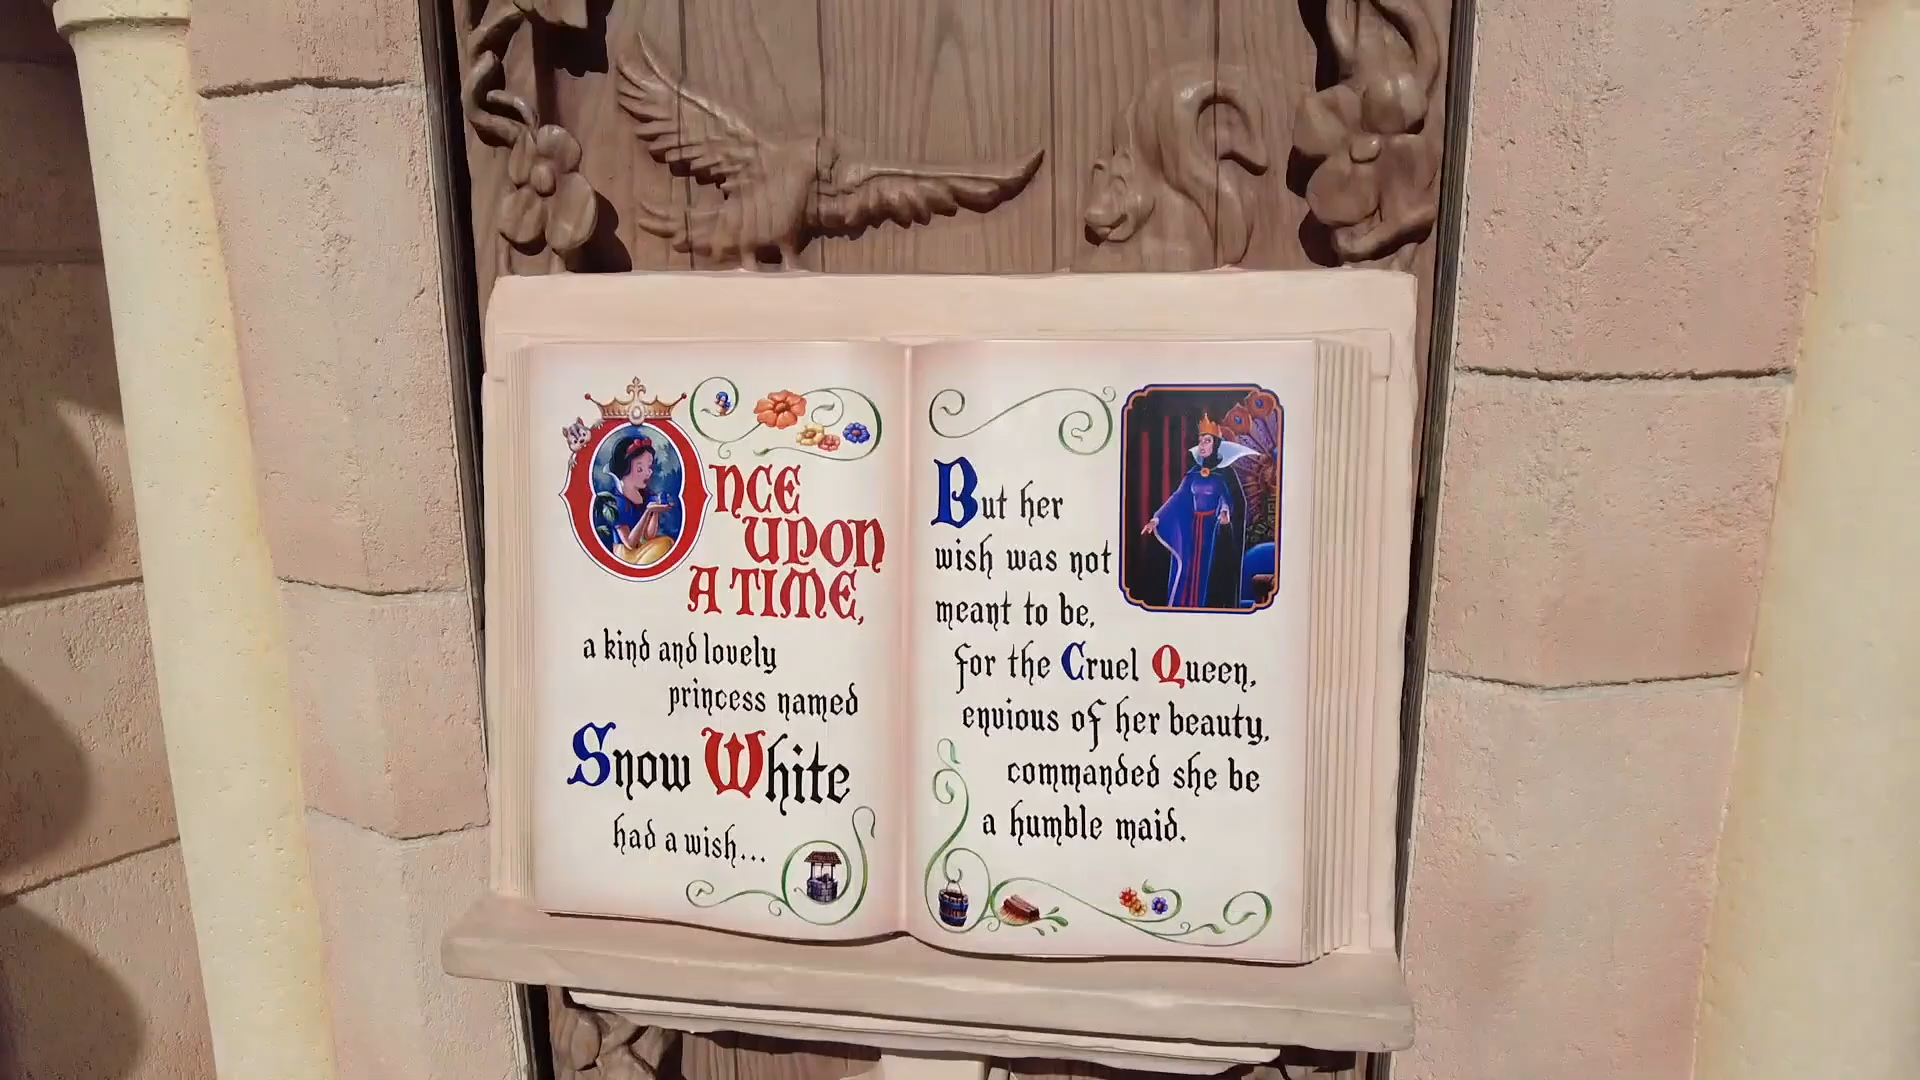 ONCE
UPON
A TIME,
a kind and lovely
princess named
Snow White
had a wish...
But her
wish was not
meant to be,
for the Cruel Queen,
envious of her beauty,
commanded she be
a humble maid.